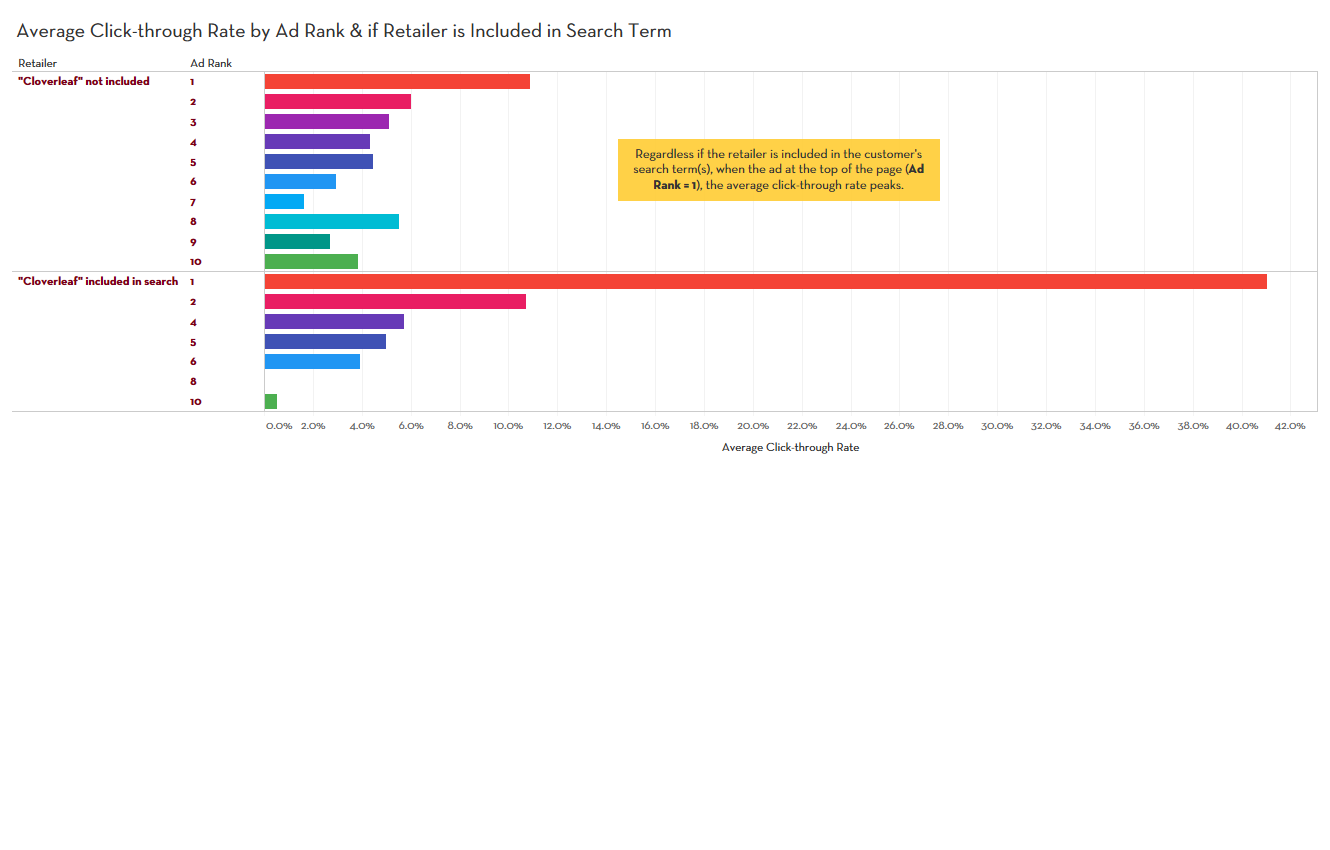 Average Click-through Rate by Ad Rank & if Retailer is Included in Search Term
Retailer Ad Rank
"Cloverleaf" not included 1
2
3
4
5
6
7
8
9
10
Regardless if the retailer is included in the customer's
search term(s), when the ad at the top of the page (Ad
Rank = 1), the average click-through rate peaks.
"Cloverleaf" included in search 1
2
4
5
6
8
10
0.0% 2.0% 4.0% 6.0% 8.0% 10.0% 12.0% 14.0% 16.0% 18.0% 20.0% 22.0% 24.0% 26.0% 28.0% 30.0% 32.0% 34.0% 36.0% 38.0% 40.0% 42.0%
Average Click-through Rate